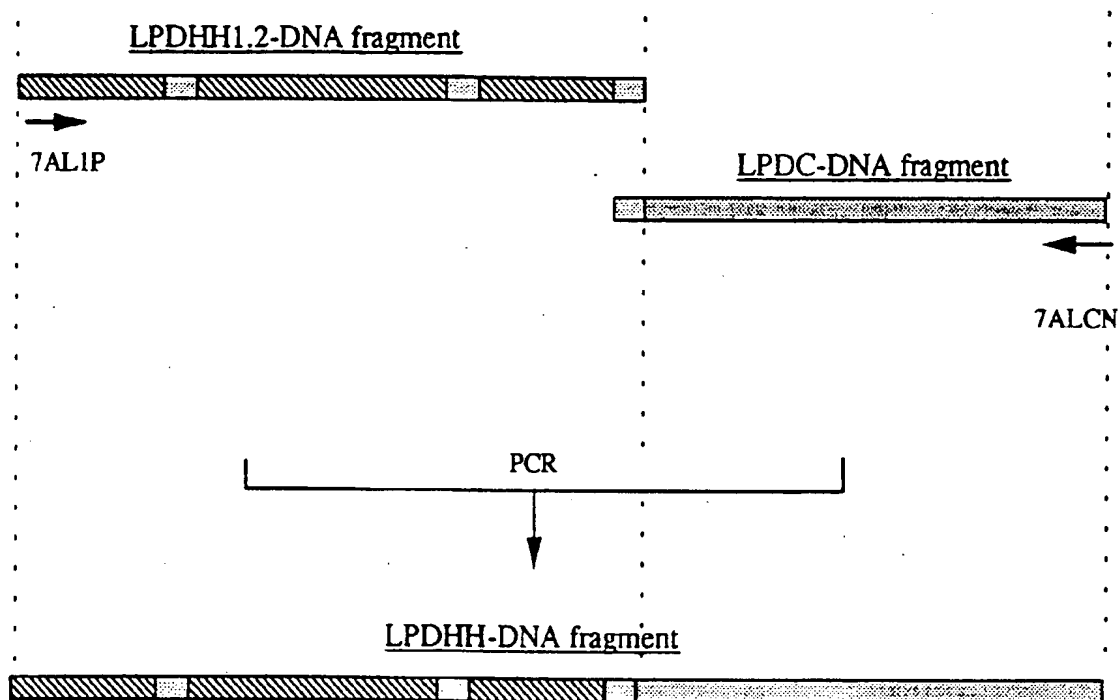 LPDHH1.2-DNA fragment
7AL1P
LPDC-DNA fragment
7ALCN
PCR
LPDHH-DNA fragment